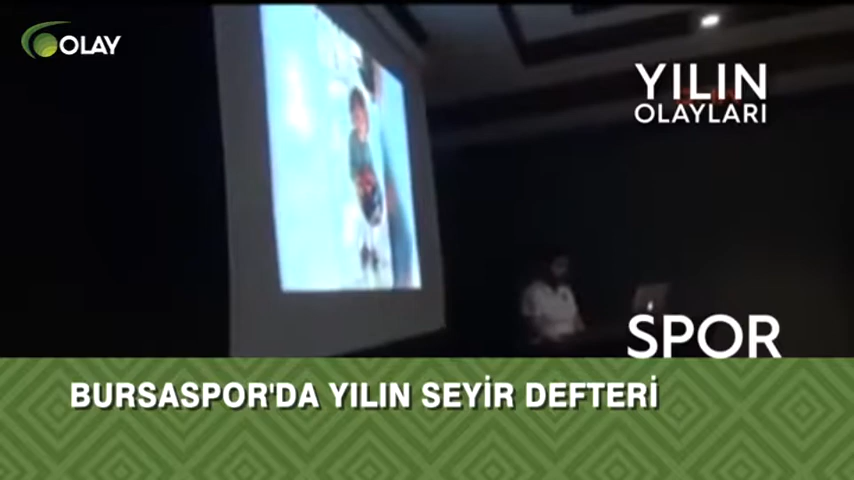 OLAY
YILIN
OLAYLARI
SPOR
BURSASPOR'DA YILIN SEYİR DEFTERİ